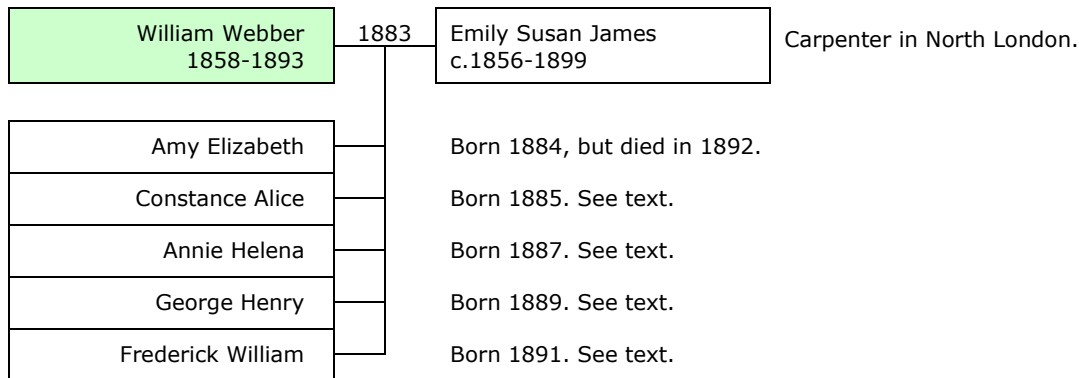 William Webber 1883 Emily Susan James Carpenter in North London.
1858-1893 c.1856-1899
Amy Elizabeth Born 1884, but died in 1892.
Constance Alice Born 1885. See text.
Annie Helena Born 1887. See text.
George Henry Born 1889. See text.
Frederick William Born 1891. See text.